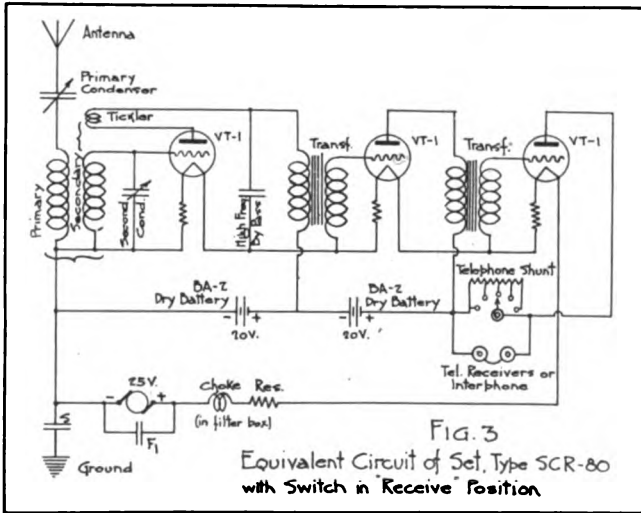 Antenna
Primary
Condenser
Tickler
VT-1
Transf.
VT-1
Transf.
VT-1
Primary
Secondary
Second
Cond.
High Freq
By Pass
Telephone Shunt
BA-2
Dry Battery
- +
20V.
BA-2
Dry Battery
- +
20V.
Tel. Receivers or
Interphone
25V.
- +
F1
Choke
(in filter box)
Res.
S
Ground
FIG. 3
Equivalent Circuit of Set, Type SCR-80
with Switch in "Receive" Position